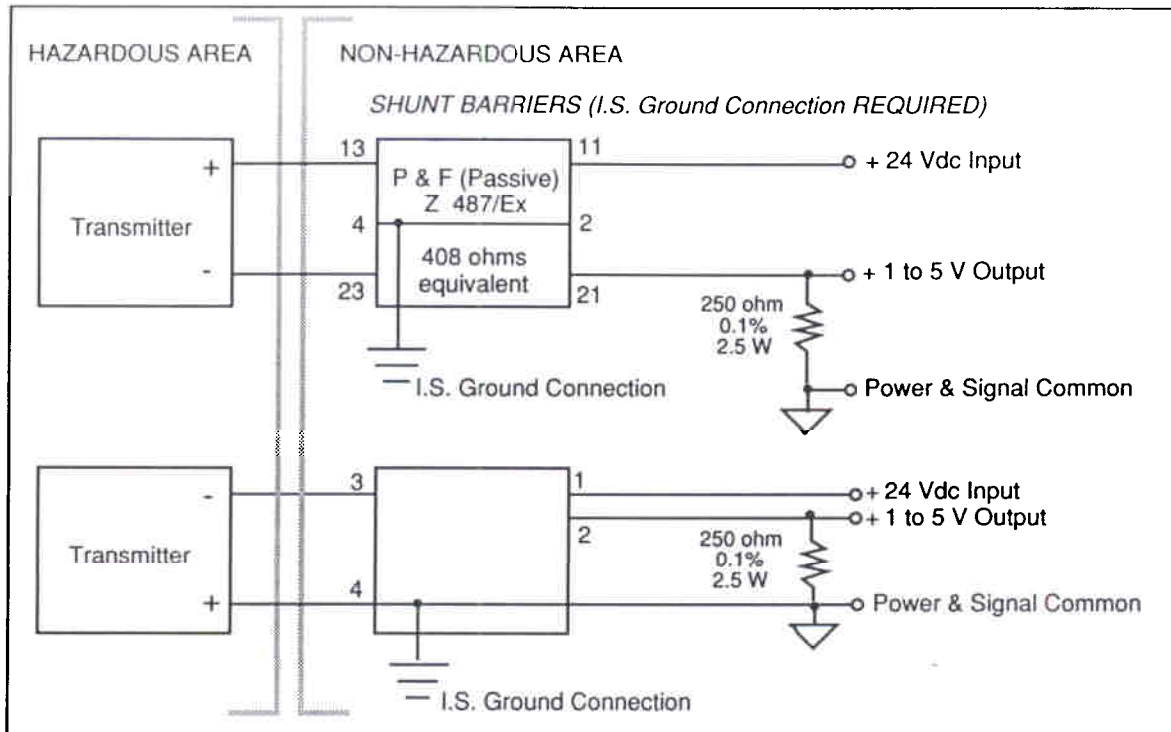 HAZARDOUS AREA
NON-HAZARDOUS AREA
SHUNT BARRIERS (I.S. Ground Connection REQUIRED)
+
Transmitter
-
13
4
23
P & F (Passive)
Z 487/Ex
408 ohms
equivalent
11
2
21
+ 24 Vdc Input
+ 1 to 5 V Output
250 ohm
0.1%
2.5 W
I.S. Ground Connection
Power & Signal Common
-
Transmitter
+
3
4
1
2
+ 24 Vdc Input
+ 1 to 5 V Output
250 ohm
0.1%
2.5 W
Power & Signal Common
I.S. Ground Connection